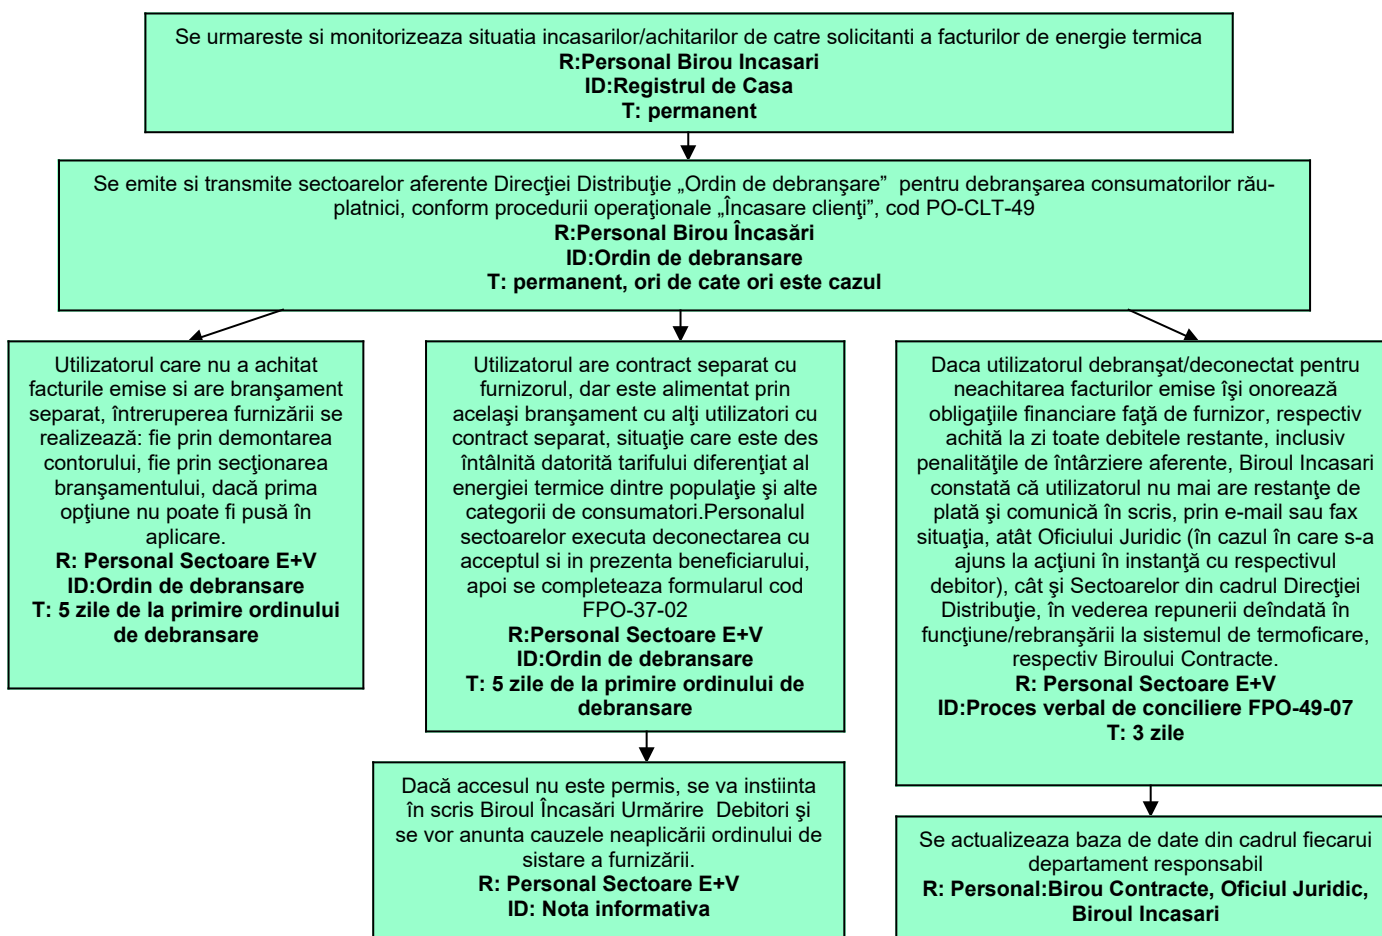 Se urmareste si monitorizeaza situatia incasarilor/achitarilor de catre solicitanti a facturilor de energie termica
R:Personal Birou Incasari
ID:Registrul de Casa
T: permanent
Se emite si transmite sectoarelor aferente Direcţiei Distribuţie „Ordin de debranşare” pentru debranşarea consumatorilor rău-
platnici, conform procedurii operaţionale „Încasare clienţi”, cod PO-CLT-49
R:Personal Birou Încasări
ID:Ordin de debransare
T: permanent, ori de cate ori este cazul
Utilizatorul care nu a achitat
facturile emise si are branşament
separat, întreruperea furnizării se
realizează: fie prin demontarea
contorului, fie prin secţionarea
branşamentului, dacă prima
opţiune nu poate fi pusă în
aplicare.
R: Personal Sectoare E+V
ID:Ordin de debransare
T: 5 zile de la primire ordinului
de debransare
Utilizatorul are contract separat cu
furnizorul, dar este alimentat prin
acelaşi branşament cu alţi utilizatori cu
contract separat, situaţie care este des
întâlnită datorită tarifului diferenţiat al
energiei termice dintre populaţie şi alte
categorii de consumatori.Personalul
sectoarelor executa deconectarea cu
acceptul si in prezenta beneficiarului,
apoi se completeaza formularul cod
FPO-37-02
R:Personal Sectoare E+V
ID:Ordin de debransare
T: 5 zile de la primire ordinului de
debransare
Daca utilizatorul debranşat/deconectat pentru
neachitarea facturilor emise îşi onorează
obligaţiile financiare faţă de furnizor, respectiv
achită la zi toate debitele restante, inclusiv
penalităţile de întârziere aferente, Biroul Incasari
constată că utilizatorul nu mai are restanţe de
plată şi comunică în scris, prin e-mail sau fax
situaţia, atât Oficiului Juridic (în cazul în care s-a
ajuns la acţiuni în instanţă cu respectivul
debitor), cât şi Sectoarelor din cadrul Direcţiei
Distribuţie, în vederea repunerii deîndată în
funcţiune/rebranşării la sistemul de termoficare,
respectiv Biroului Contracte.
R: Personal Sectoare E+V
ID:Proces verbal de conciliere FPO-49-07
T: 3 zile
Dacă accesul nu este permis, se va instiinta
în scris Biroul Încasări Urmărire Debitori şi
se vor anunta cauzele neaplicării ordinului de
sistare a furnizării.
R: Personal Sectoare E+V
ID: Nota informativa
Se actualizeaza baza de date din cadrul fiecarui
departament responsabil
R: Personal:Birou Contracte, Oficiul Juridic,
Biroul Incasari